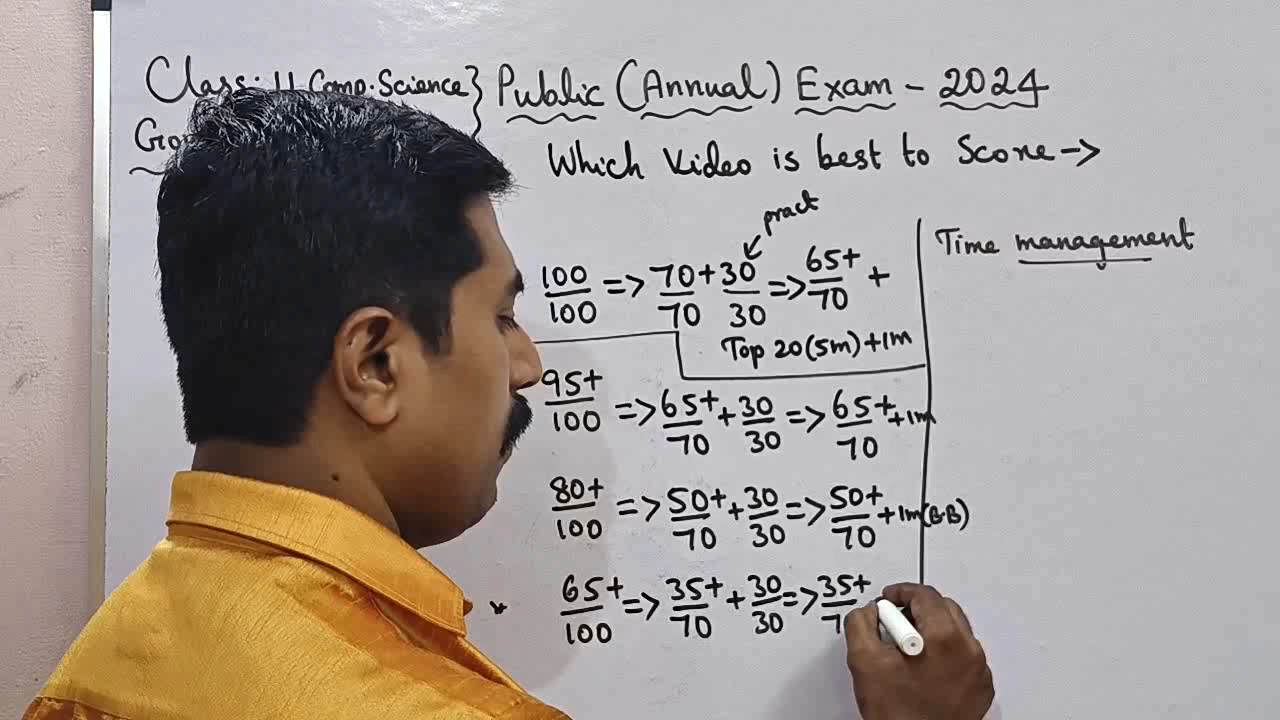 Class: 11 Comp. Science } Public (Annual) Exam - 2024
Which Video is best to Score →
pract
100/100 => 70/70 + 30/30 => 65+/70 +
Top 20 (5m) + 1m
95+/100 => 65+/70 + 30/30 => 65+/70 + 1m
80+/100 => 50+/70 + 30/30 => 50+/70 + 1m (B.B)
* 65+/100 => 35+/70 + 30/30 => 35+
Time management